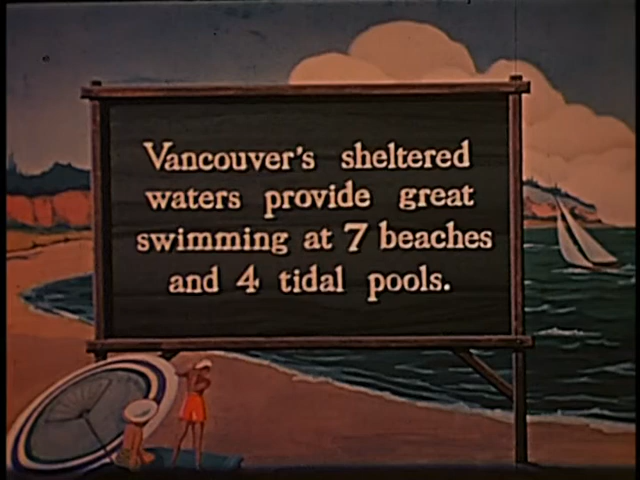 Vancouver's sheltered
waters provide great
swimming at 7 beaches
and 4 tidal pools.